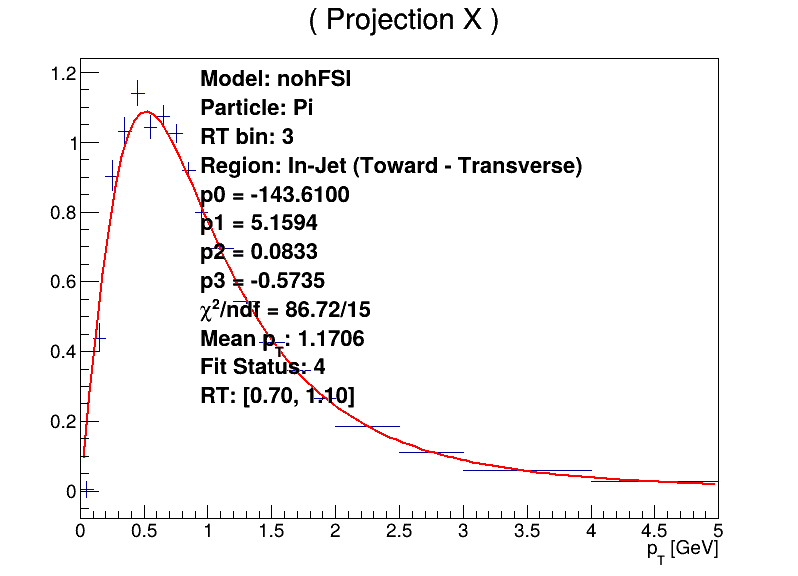 ( Projection X )
Model: nohFSI
Particle: Pi
RT bin: 3
Region: In-Jet (Toward - Transverse)
p0 = -143.6100
p1 = 5.1594
p2 = 0.0833
p3 = -0.5735
χ²/ndf = 86.72/15
Mean p_T: 1.1706
Fit Status: 4
RT: [0.70, 1.10]
1.2
1
0.8
0.6
0.4
0.2
0
0 0.5 1 1.5 2 2.5 3 3.5 4 4.5 5
p_T [GeV]